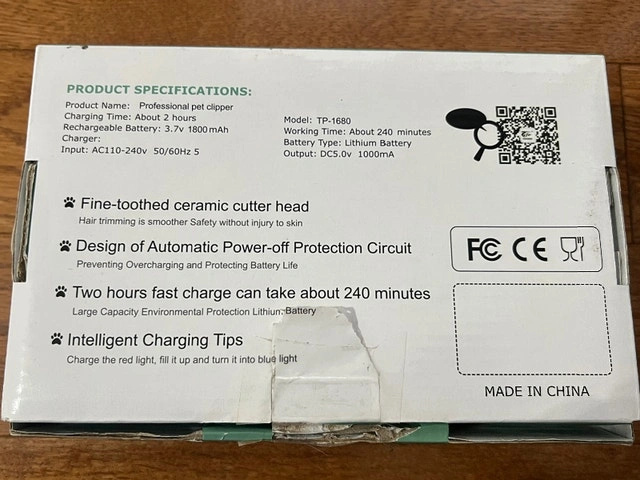 PRODUCT SPECIFICATIONS:
Product Name: Professional pet clipper
Charging Time: About 2 hours
Rechargeable Battery: 3.7v 1800mAh
Charger:
Input: AC110-240v 50/60Hz 5
Model: TP-1680
Working Time: About 240 minutes
Battery Type: Lithium Battery
Output: DC5.0v 1000mA
Fine-toothed ceramic cutter head
Hair trimming is smoother Safety without injury to skin
Design of Automatic Power-off Protection Circuit
Preventing Overcharging and Protecting Battery Life
Two hours fast charge can take about 240 minutes
Large Capacity Environmental Protection Lithium Battery
Intelligent Charging Tips
Charge the red light, fill it up and turn it into blue light
FC CE
MADE IN CHINA